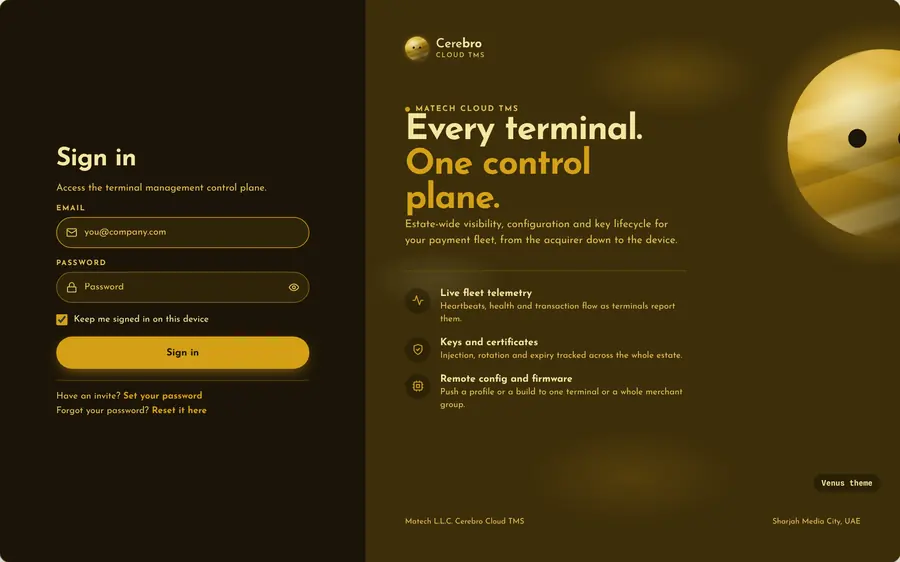 Sign in
Access the terminal management control plane.
EMAIL
you@company.com
PASSWORD
Password
Keep me signed in on this device
Sign in
Have an invite? Set your password
Forgot your password? Reset it here
Cerebro
CLOUD TMS
MATECH CLOUD TMS
Every terminal.
One control
plane.
Estate-wide visibility, configuration and key lifecycle for
your payment fleet, from the acquirer down to the device.
Live fleet telemetry
Heartbeats, health and transaction flow as terminals report
them.
Keys and certificates
Injection, rotation and expiry tracked across the whole estate.
Remote config and firmware
Push a profile or a build to one terminal or a whole merchant
group.
Venus theme
Matech L.L.C. Cerebro Cloud TMS
Sharjah Media City, UAE